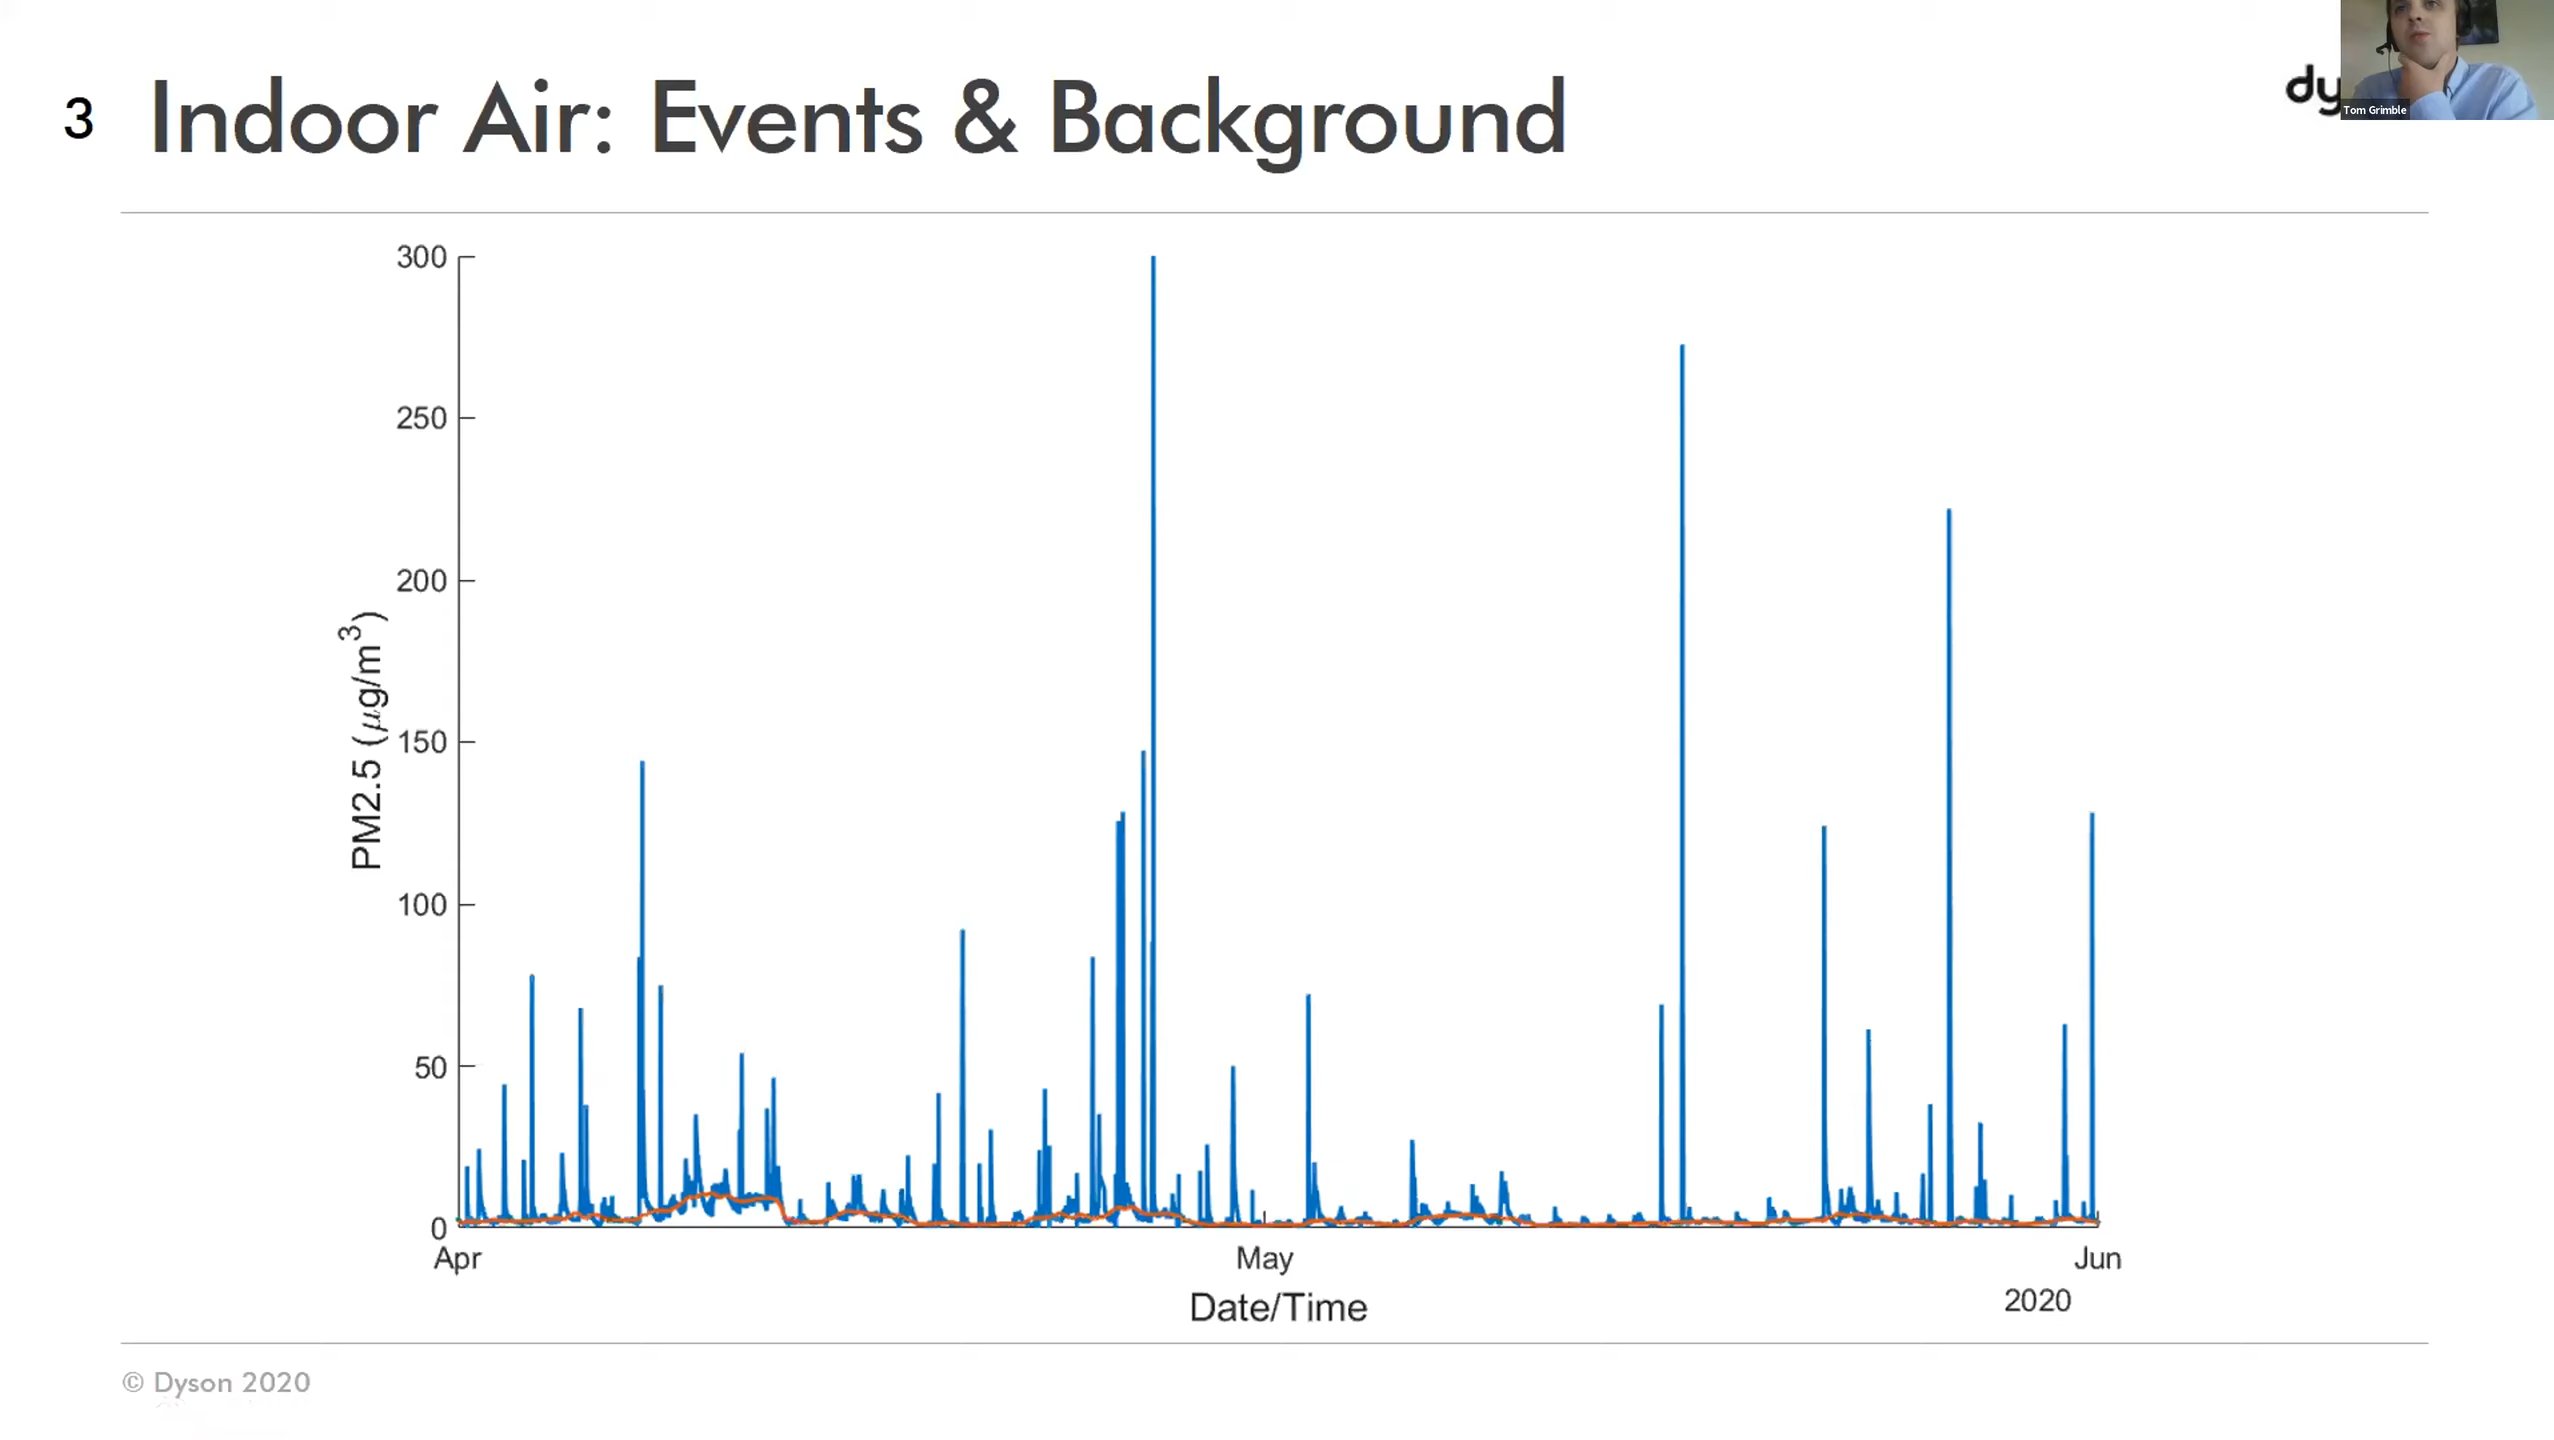 3 Indoor Air: Events & Background
dy
Tom Grimble
300
250
200
150
100
50
0
PM2.5 (μg/m³)
Apr May Jun
2020
Date/Time
© Dyson 2020